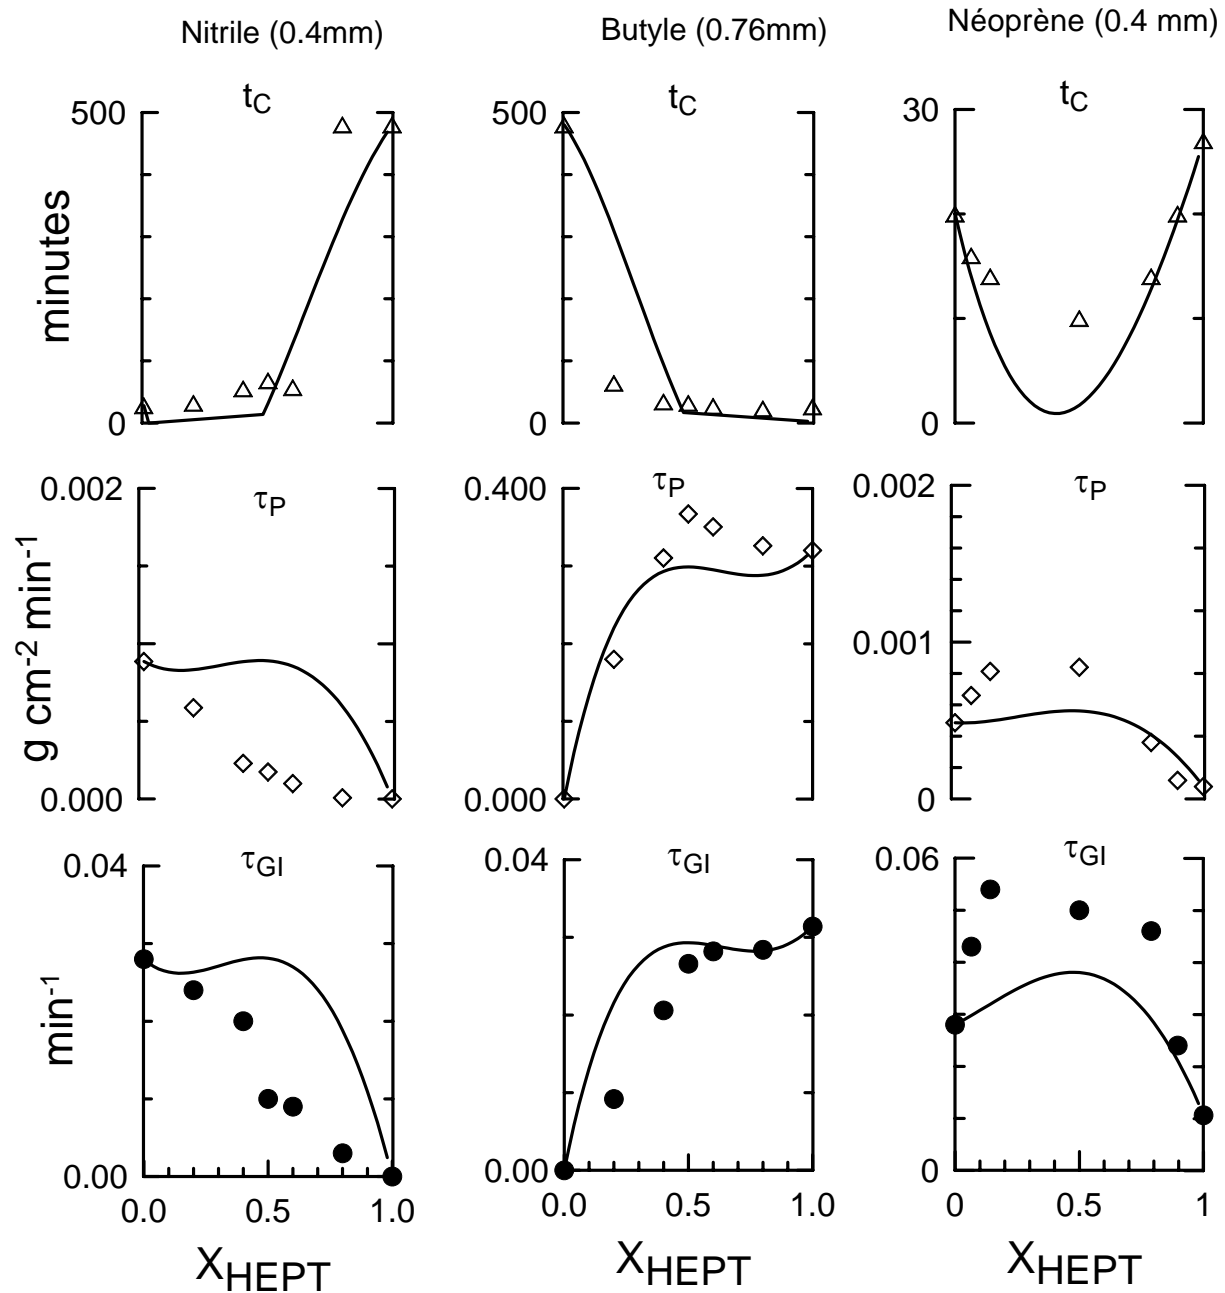 Nitrile (0.4mm)
Butyle (0.76mm)
Néoprène (0.4 mm)
t_C
t_C
t_C
500
0
500
0
30
0
minutes
τ_P
τ_P
τ_P
0.002
0.000
0.400
0.000
0.002
0.001
0
g cm⁻² min⁻¹
τ_GI
τ_GI
τ_GI
0.04
0.00
0.04
0.00
0.06
0
min⁻¹
0.0 0.5 1.0
0.0 0.5 1.0
0 0.5 1
X_HEPT
X_HEPT
X_HEPT